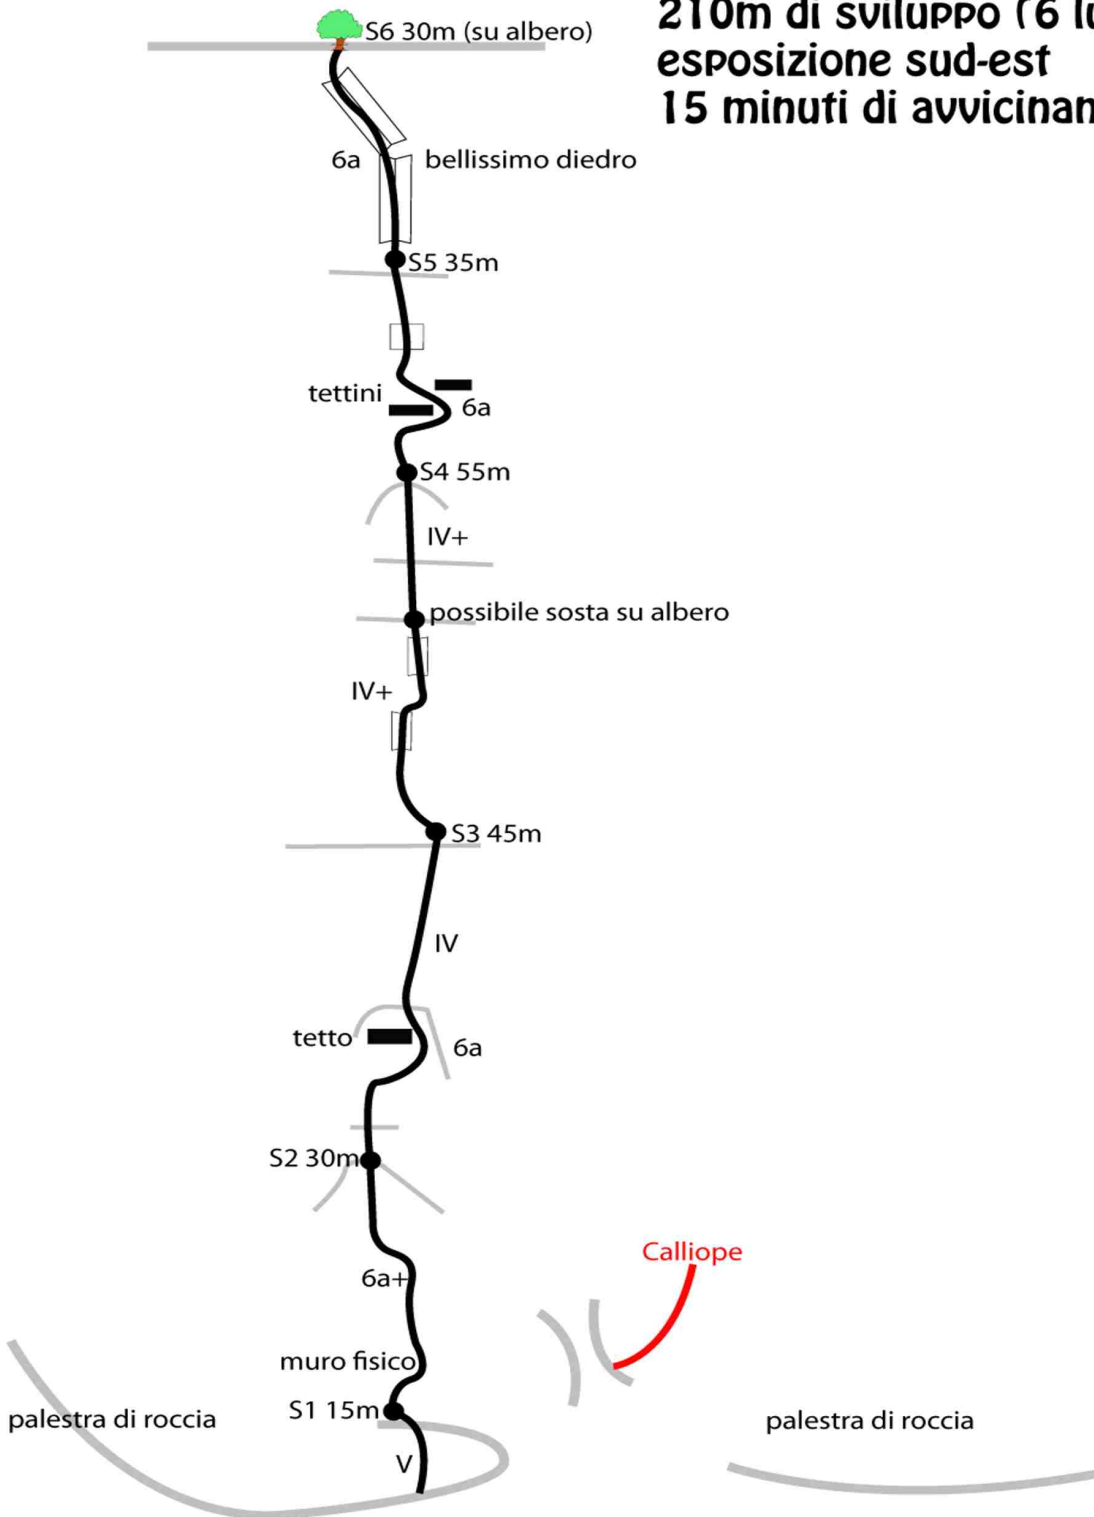 S6 30m (su albero)
210m di sviluppo (6
esposizione sud-est
15 minuti di
6a
bellissimo diedro
S5 35m
tettini
6a
S4 55m
IV+
possibile sosta su albero
IV+
S3 45m
IV
tetto
6a
S2 30m
Calliope
6a+
muro fisico
S1 15m
palestra di roccia
palestra di roccia
V